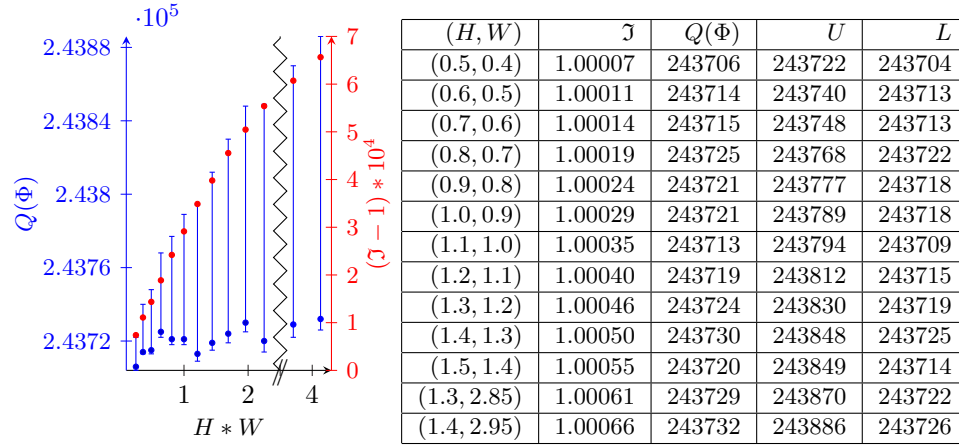 ·10⁵
2.4388
2.4384
2.438
2.4376
2.4372
Q(Φ)
1 2 4
H ∗ W
7
6
5
4
3
2
1
0
(ℑ − 1) ∗ 10⁴
(H, W) ℑ Q(Φ) U L
(0.5, 0.4) 1.00007 243706 243722 243704
(0.6, 0.5) 1.00011 243714 243740 243713
(0.7, 0.6) 1.00014 243715 243748 243713
(0.8, 0.7) 1.00019 243725 243768 243722
(0.9, 0.8) 1.00024 243721 243777 243718
(1.0, 0.9) 1.00029 243721 243789 243718
(1.1, 1.0) 1.00035 243713 243794 243709
(1.2, 1.1) 1.00040 243719 243812 243715
(1.3, 1.2) 1.00046 243724 243830 243719
(1.4, 1.3) 1.00050 243730 243848 243725
(1.5, 1.4) 1.00055 243720 243849 243714
(1.3, 2.85) 1.00061 243729 243870 243722
(1.4, 2.95) 1.00066 243732 243886 243726